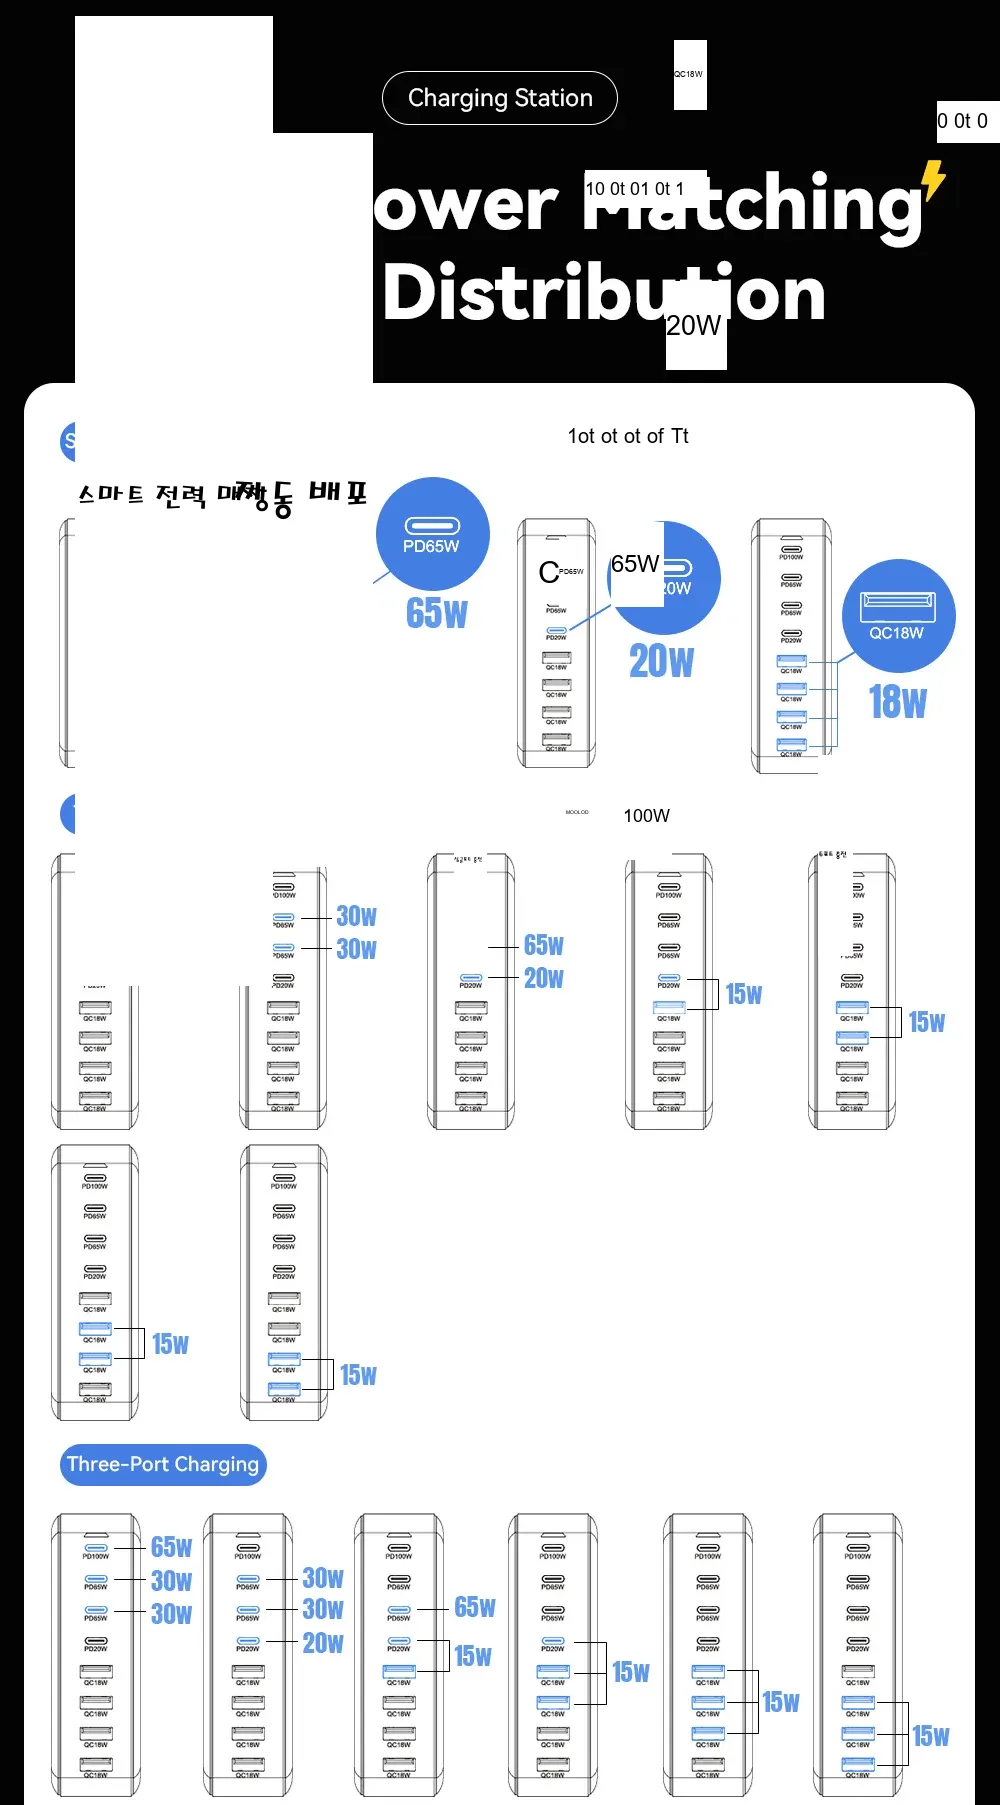 QC18W
Charging Station
0 0t 0
10 0t 01 0t 1
ower Matching
Distribution
20W
1ot ot ot of Tt
스마트 전력 매칭
자동 배포
PD65W
65W
C PD65W
PD65W
PD20W
QC18W
QC18W
QC18W
QC18W
65W
20W
20W
PD100W
PD65W
PD65W
PD20W
QC18W
QC18W
QC18W
QC18W
QC18W
18W
MOOLOD
100W
QC18W
QC18W
QC18W
QC18W
PD100W
PD65W
PD65W
PD20W
QC18W
QC18W
QC18W
QC18W
30W
30W
PD20W
QC18W
QC18W
QC18W
QC18W
65W
20W
PD100W
PD65W
PD65W
PD20W
QC18W
QC18W
QC18W
QC18W
15W
PD20W
QC18W
QC18W
QC18W
QC18W
15W
PD100W
PD65W
PD65W
PD20W
QC18W
QC18W
QC18W
QC18W
15W
PD100W
PD65W
PD65W
PD20W
QC18W
QC18W
QC18W
QC18W
15W
Three-Port Charging
PD100W
PD65W
PD65W
PD20W
QC18W
QC18W
QC18W
QC18W
65W
30W
30W
PD100W
PD65W
PD65W
PD20W
QC18W
QC18W
QC18W
QC18W
30W
30W
20W
PD100W
PD65W
PD65W
PD20W
QC18W
QC18W
QC18W
QC18W
65W
15W
PD100W
PD65W
PD65W
PD20W
QC18W
QC18W
QC18W
QC18W
15W
PD100W
PD65W
PD65W
PD20W
QC18W
QC18W
QC18W
QC18W
15W
PD100W
PD65W
PD65W
PD20W
QC18W
QC18W
QC18W
QC18W
15W